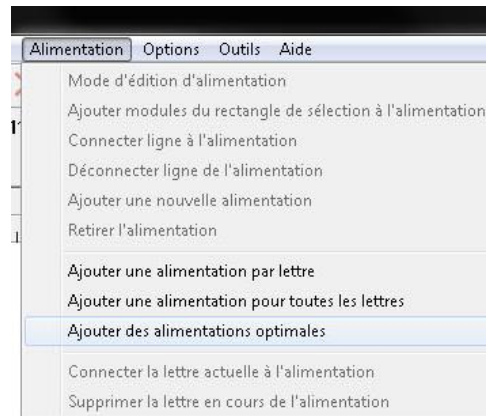 Alimentation Options Outils Aide
Mode d'édition d'alimentation
Ajouter modules du rectangle de sélection à l'alimentation
Connecter ligne à l'alimentation
Déconnecter ligne de l'alimentation
Ajouter une nouvelle alimentation
Retirer l'alimentation
Ajouter une alimentation par lettre
Ajouter une alimentation pour toutes les lettres
Ajouter des alimentations optimales
Connecter la lettre actuelle à l'alimentation
Supprimer la lettre en cours de l'alimentation